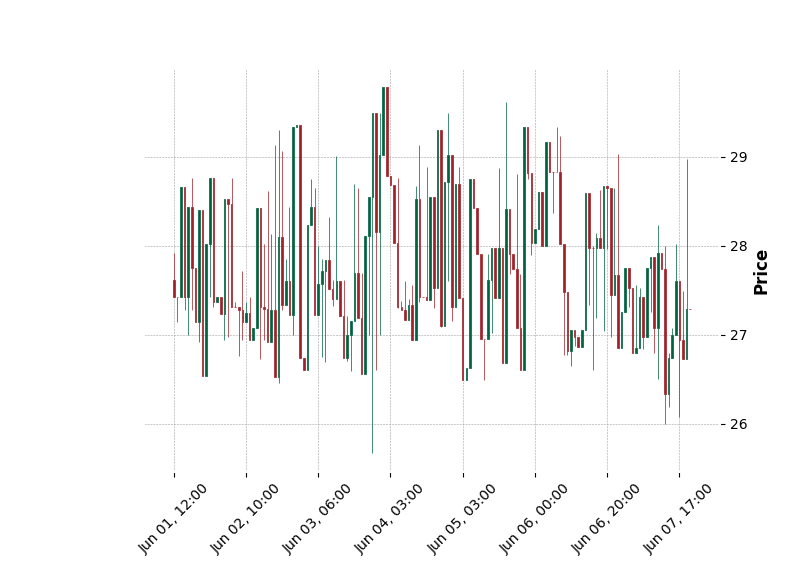 29
28
27
26
Price
Jun 01, 12:00
Jun 02, 10:00
Jun 03, 06:00
Jun 04, 03:00
Jun 05, 03:00
Jun 06, 00:00
Jun 06, 20:00
Jun 07, 17:00